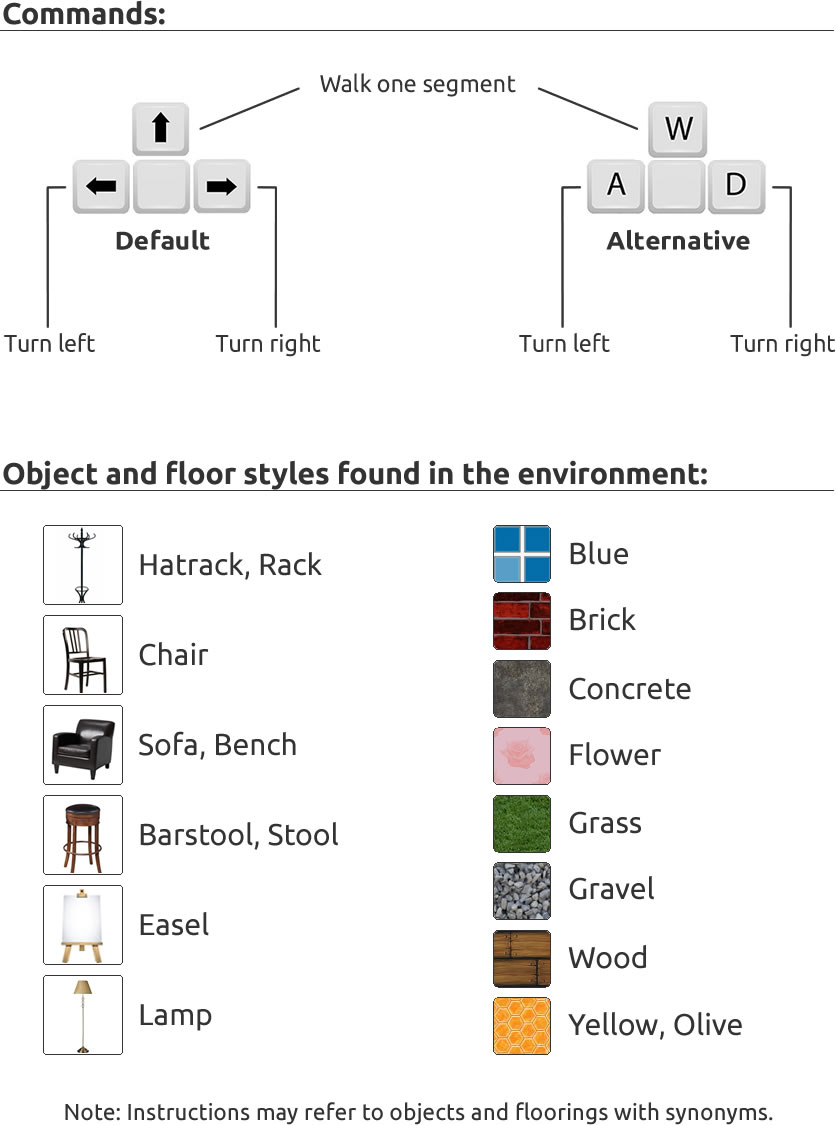 Commands:
Walk one segment
W
A D
Default
Alternative
Turn left
Turn right
Turn left
Turn right
Object and floor styles found in the environment:
Hatrack, Rack
Chair
Sofa, Bench
Barstool, Stool
Easel
Lamp
Blue
Brick
Concrete
Flower
Grass
Gravel
Wood
Yellow, Olive
Note: Instructions may refer to objects and floorings with synonyms.